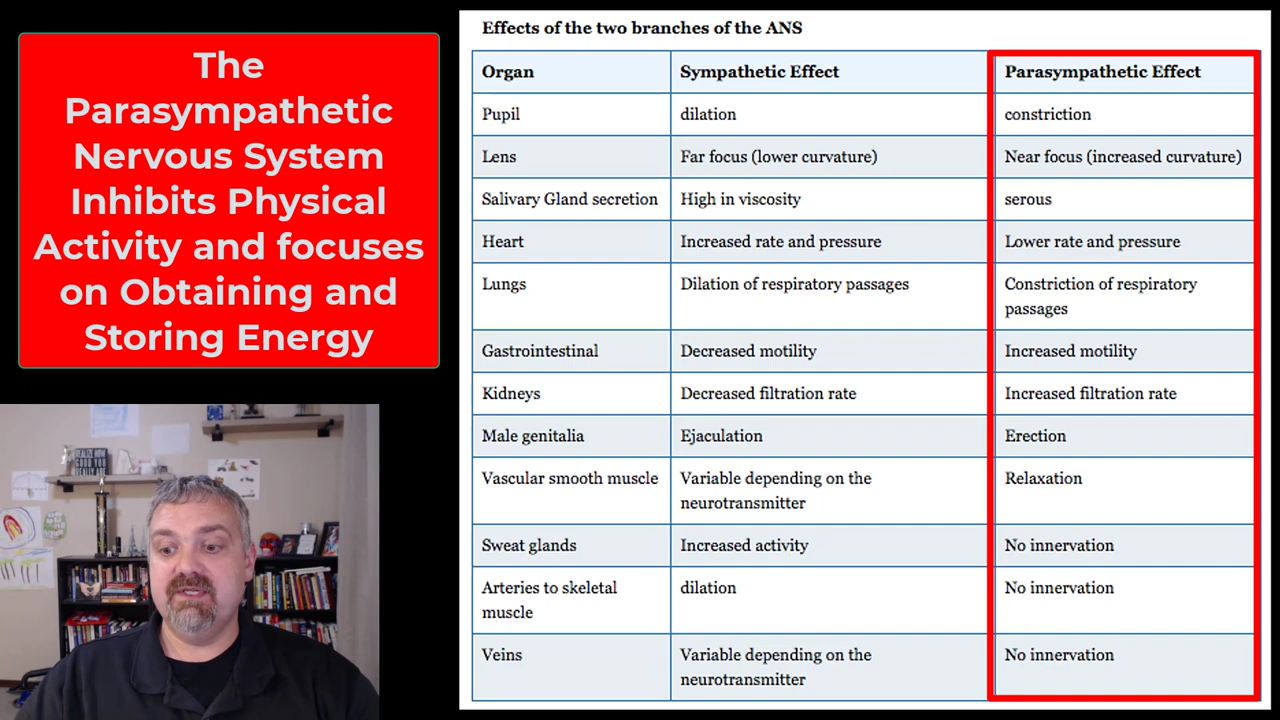 The
Parasympathetic
Nervous System
Inhibits Physical
Activity and focuses
on Obtaining and
Storing Energy
Effects of the two branches of the ANS
Organ Sympathetic Effect Parasympathetic Effect
Pupil dilation constriction
Lens Far focus (lower curvature) Near focus (increased curvature)
Salivary Gland secretion High in viscosity serous
Heart Increased rate and pressure Lower rate and pressure
Lungs Dilation of respiratory passages Constriction of respiratory
passages
Gastrointestinal Decreased motility Increased motility
Kidneys Decreased filtration rate Increased filtration rate
Male genitalia Ejaculation Erection
Vascular smooth muscle Variable depending on the Relaxation
neurotransmitter
Sweat glands Increased activity No innervation
Arteries to skeletal dilation No innervation
muscle
Veins Variable depending on the No innervation
neurotransmitter